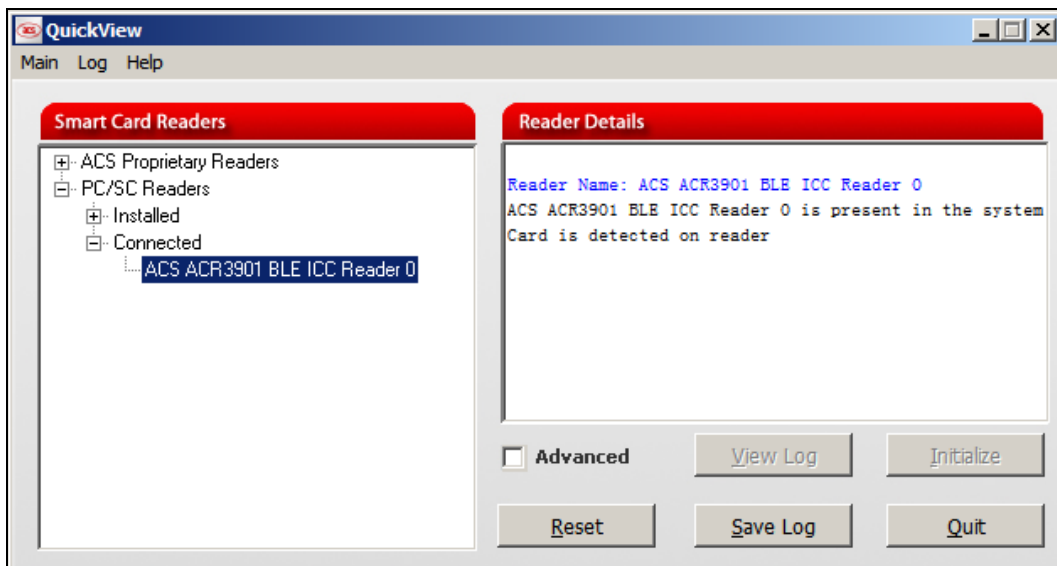 QuickView
Main Log Help
Smart Card Readers
ACS Proprietary Readers
PC/SC Readers
Installed
Connected
ACS ACR3901 BLE ICC Reader 0
Reader Details
Reader Name: ACS ACR3901 BLE ICC Reader 0
ACS ACR3901 BLE ICC Reader 0 is present in the system
Card is detected on reader
Advanced
View Log
Initialize
Reset
Save Log
Quit